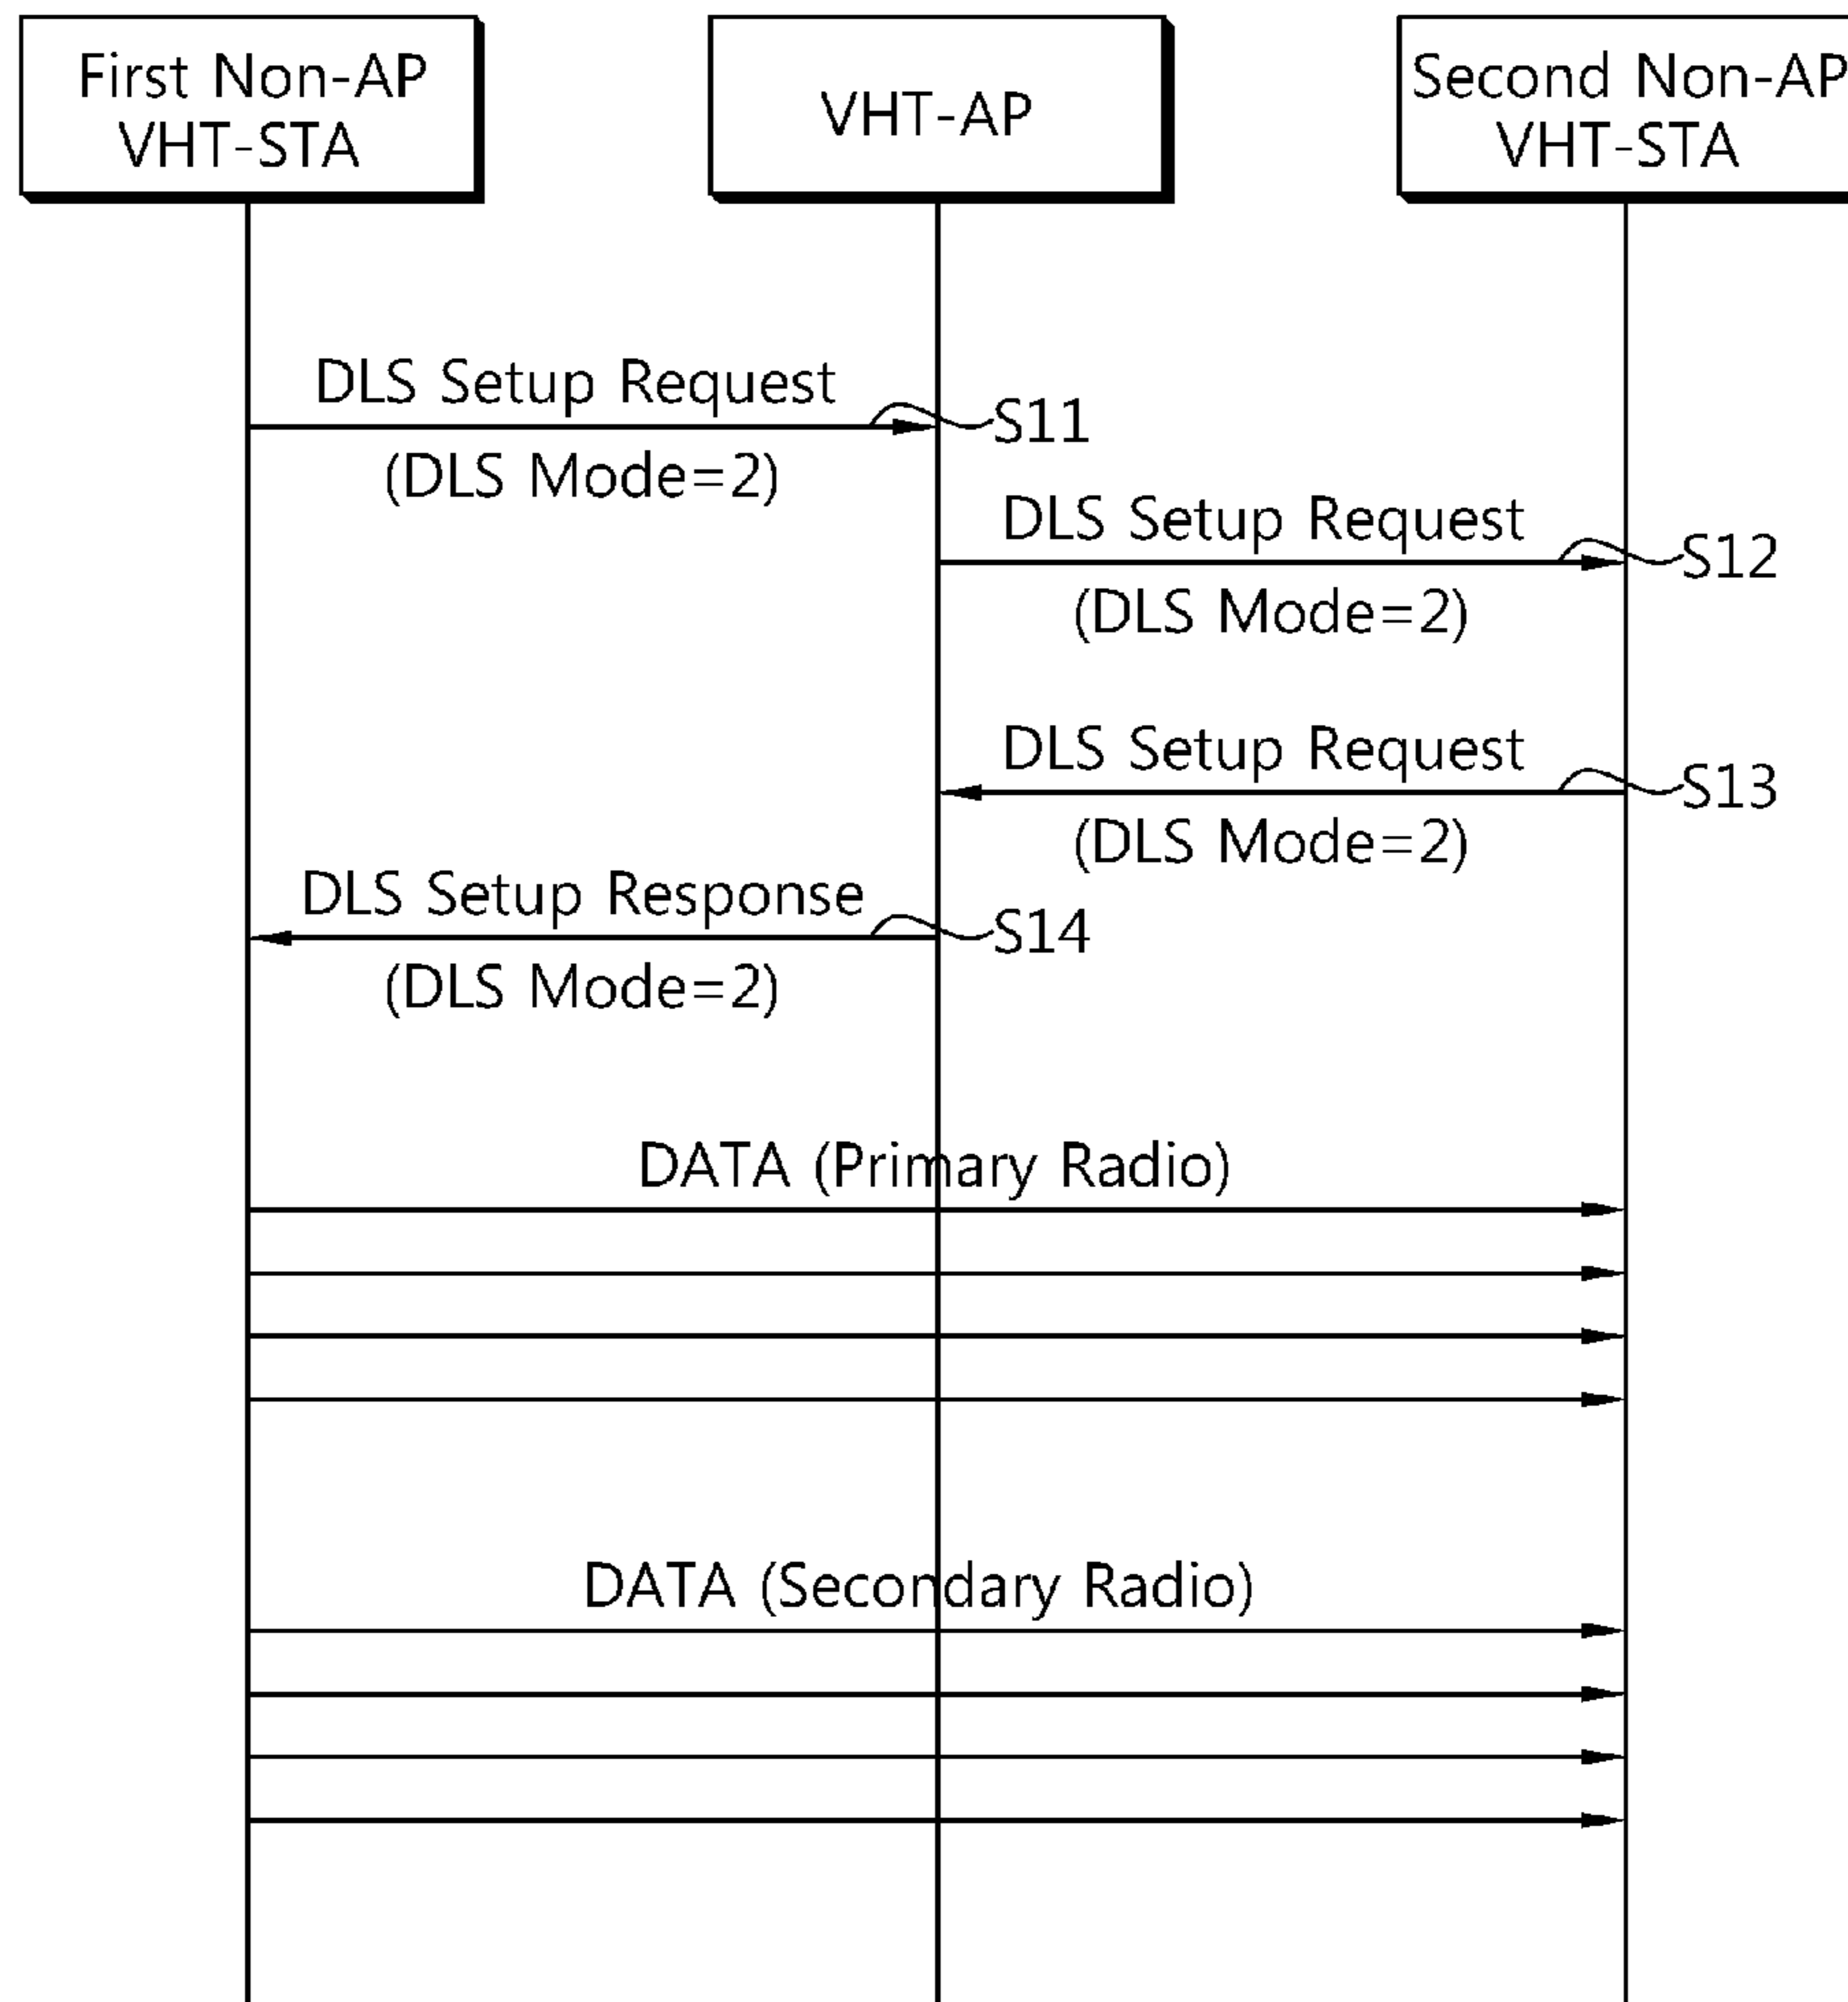 First Non-AP
VHT-STA
VHT-AP
Second Non-AP
VHT-STA
DLS Setup Request
S11
(DLS Mode=2)
DLS Setup Request
S12
(DLS Mode=2)
DLS Setup Request
S13
(DLS Mode=2)
DLS Setup Response
S14
(DLS Mode=2)
DATA (Primary Radio)
DATA (Secondary Radio)